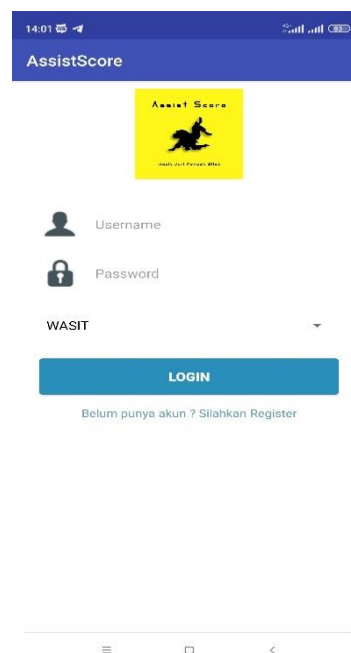 14:01
AssistScore
Assist Score
Username
Password
WASIT
LOGIN
Belum punya akun ? Silahkan Register